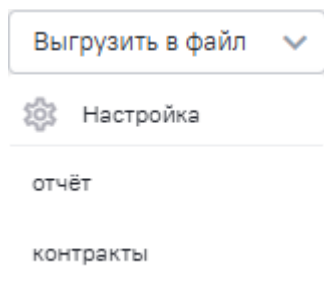 Выгрузить в файл
Настройка
отчёт
контракты